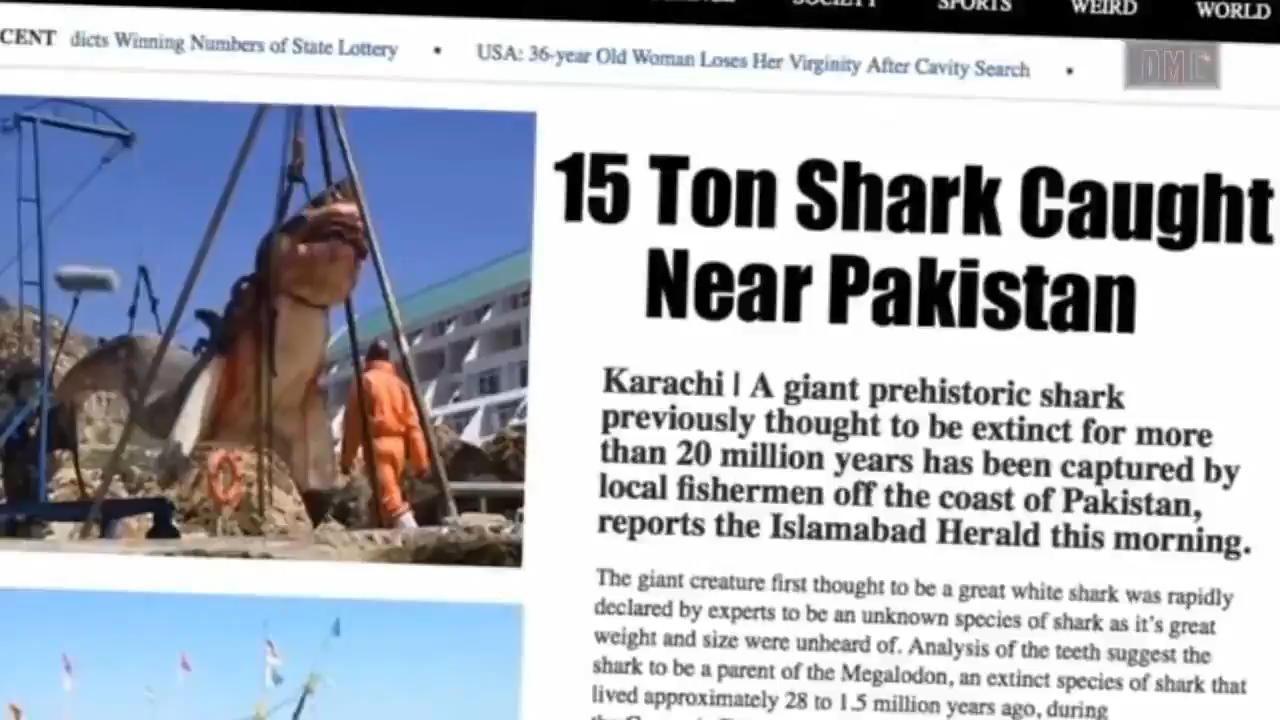 SOCIETY SPORTS WEIRD WORLD
CENT dicts Winning Numbers of State Lottery • USA: 36-year Old Woman Loses Her Virginity After Cavity Search •
DMC
15 Ton Shark Caught
Near Pakistan
Karachi | A giant prehistoric shark
previously thought to be extinct for more
than 20 million years has been captured by
local fishermen off the coast of Pakistan,
reports the Islamabad Herald this morning.
The giant creature first thought to be a great white shark was rapidly
declared by experts to be an unknown species of shark as it's great
weight and size were unheard of. Analysis of the teeth suggest the
shark to be a parent of the Megalodon, an extinct species of shark that
lived approximately 28 to 1.5 million years ago, during